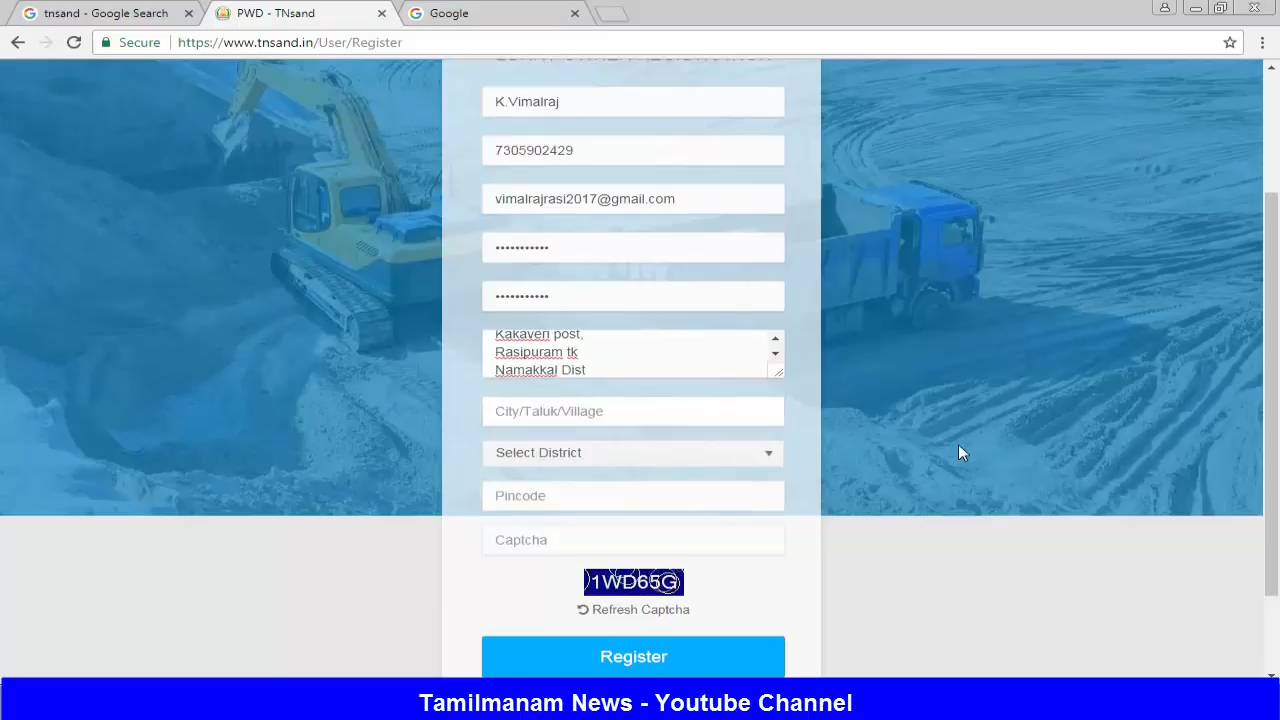 tnsand - Google Search
PWD - TNsand
Google
Secure
https://www.tnsand.in/User/Register
K.Vimalraj
7305902429
vimalrajrasi2017@gmail.com
•••••••••••
•••••••••••
Kakaveri post,
Rasipuram tk
Namakkal Dist
City/Taluk/Village
Select District
Pincode
Captcha
1WD65G
Refresh Captcha
Register
Tamilmanam News - Youtube Channel